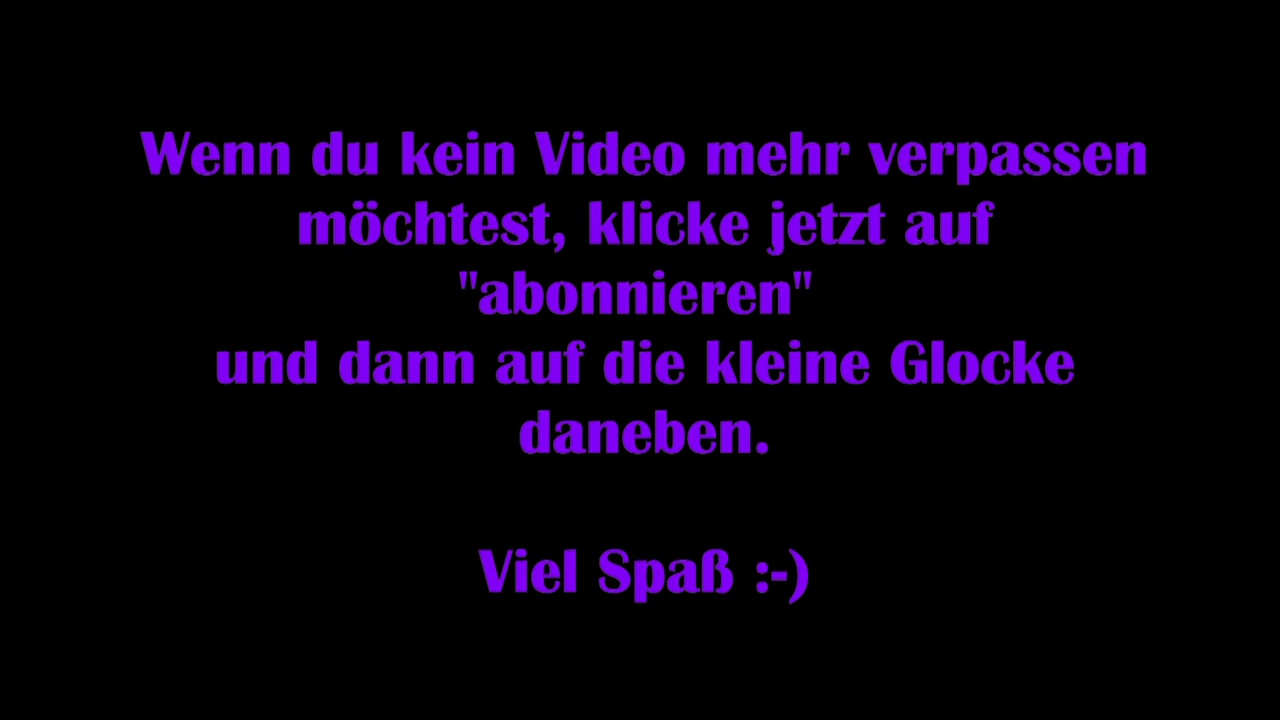 Wenn du kein Video mehr verpassen
möchtest, klicke jetzt auf
"abonnieren"
und dann auf die kleine Glocke
daneben.
Viel Spaß :-)